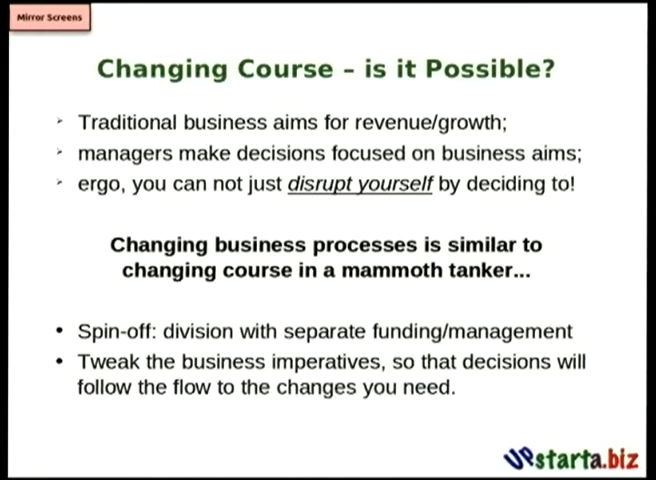 Mirror Screens
Changing Course – is it Possible?
➢ Traditional business aims for revenue/growth;
➢ managers make decisions focused on business aims;
➢ ergo, you can not just disrupt yourself by deciding to!
Changing business processes is similar to
changing course in a mammoth tanker...
• Spin-off: division with separate funding/management
• Tweak the business imperatives, so that decisions will
follow the flow to the changes you need.
UPstarta.biz